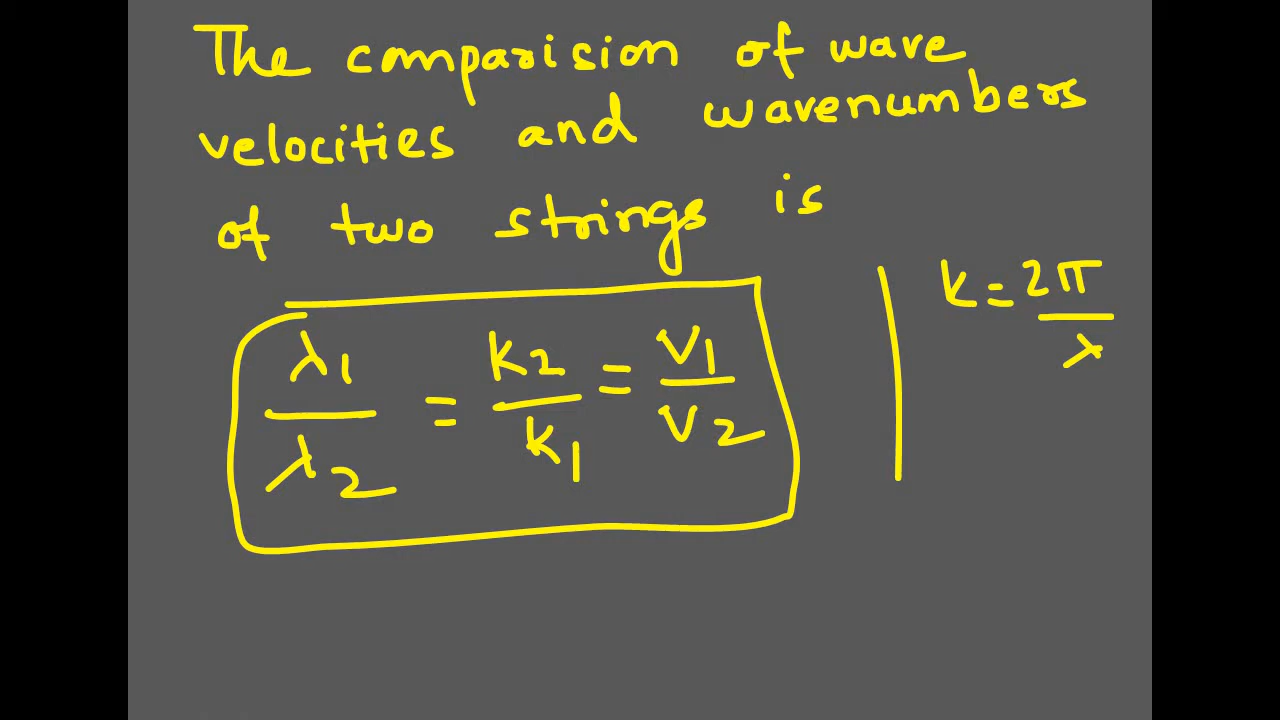 The comparision of wave
velocities and wavenumbers
of two strings is
λ1/λ2 = k2/k1 = V1/V2
k = 2π/λ